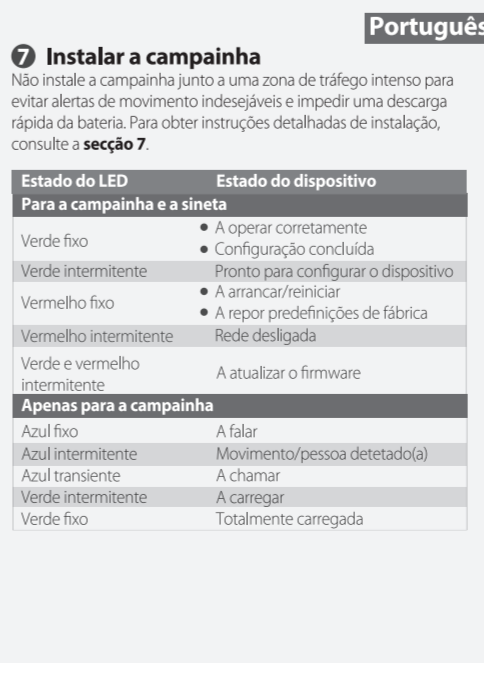 Português
7 Instalar a campainha
Não instale a campainha junto a uma zona de tráfego intenso para
evitar alertas de movimento indesejáveis e impedir uma descarga
rápida da bateria. Para obter instruções detalhadas de instalação,
consulte a secção 7.
Estado do LED Estado do dispositivo
Para a campainha e a sineta
Verde fixo
• A operar corretamente
• Configuração concluída
Verde intermitente Pronto para configurar o dispositivo
Vermelho fixo
• A arrancar/reiniciar
• A repor predefinições de fábrica
Vermelho intermitente Rede desligada
Verde e vermelho
intermitente
A atualizar o firmware
Apenas para a campainha
Azul fixo A falar
Azul intermitente Movimento/pessoa detetado(a)
Azul transiente A chamar
Verde intermitente A carregar
Verde fixo Totalmente carregada